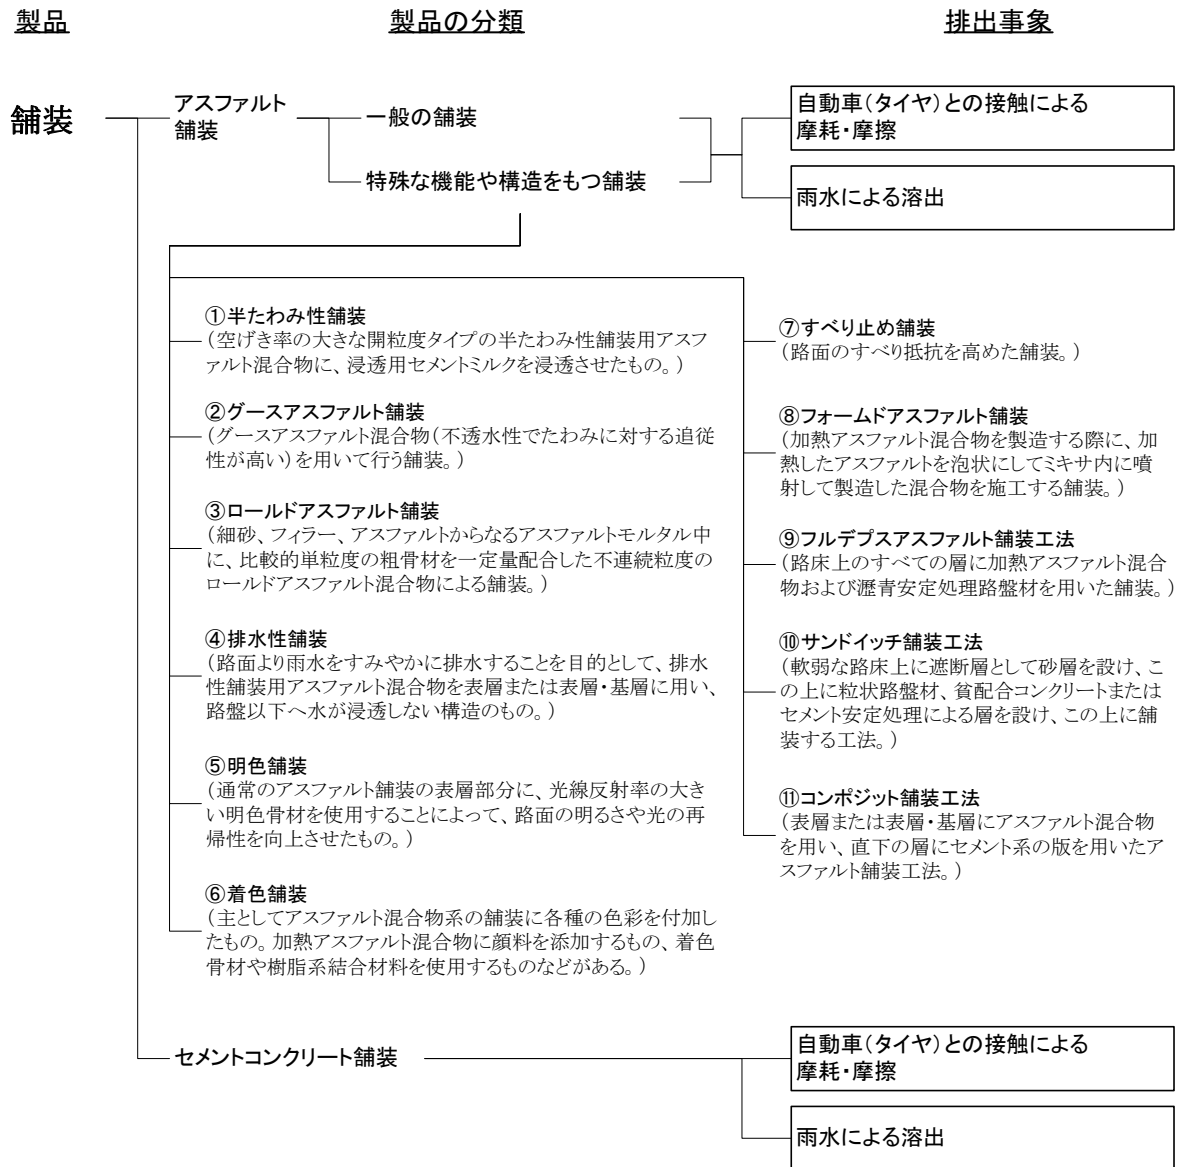 製品
製品の分類
排出事象
舗装
アスファルト
舗装
一般の舗装
特殊な機能や構造をもつ舗装
自動車(タイヤ)との接触による
摩耗・摩擦
雨水による溶出
①半たわみ性舗装
(空げき率の大きな開粒度タイプの半たわみ性舗装用アスフ
ァルト混合物に、浸透用セメントミルクを浸透させたもの。)
②グースアスファルト舗装
(グースアスファルト混合物(不透水性でたわみに対する追従
性が高い)を用いて行う舗装。)
③ロールドアスファルト舗装
(細砂、フィラー、アスファルトからなるアスファルトモルタル中
に、比較的単粒度の粗骨材を一定量配合した不連続粒度の
ロールドアスファルト混合物による舗装。)
④排水性舗装
(路面より雨水をすみやかに排水することを目的として、排水
性舗装用アスファルト混合物を表層または表層・基層に用い、
路盤以下へ水が浸透しない構造のもの。)
⑤明色舗装
(通常のアスファルト舗装の表層部分に、光線反射率の大き
い明色骨材を使用することによって、路面の明るさや光の再
帰性を向上させたもの。)
⑥着色舗装
(主としてアスファルト混合物系の舗装に各種の色彩を付加し
たもの。加熱アスファルト混合物に顔料を添加するもの、着色
骨材や樹脂系結合材料を使用するものなどがある。)
⑦すべり止め舗装
(路面のすべり抵抗を高めた舗装。)
⑧フォームドアスファルト舗装
(加熱アスファルト混合物を製造する際に、加
熱したアスファルトを泡状にしてミキサ内に噴
射して製造した混合物を施工する舗装。)
⑨フルデプスアスファルト舗装工法
(路床上のすべての層に加熱アスファルト混合
物および瀝青安定処理路盤材を用いた舗装。)
⑩サンドイッチ舗装工法
(軟弱な路床上に遮断層として砂層を設け、こ
の上に粒状路盤材、貧配合コンクリートまたは
セメント安定処理による層を設け、この上に舗
装する工法。)
⑪コンポジット舗装工法
(表層または表層・基層にアスファルト混合物
を用い、直下の層にセメント系の版を用いたア
スファルト舗装工法。)
セメントコンクリート舗装
自動車(タイヤ)との接触による
摩耗・摩擦
雨水による溶出